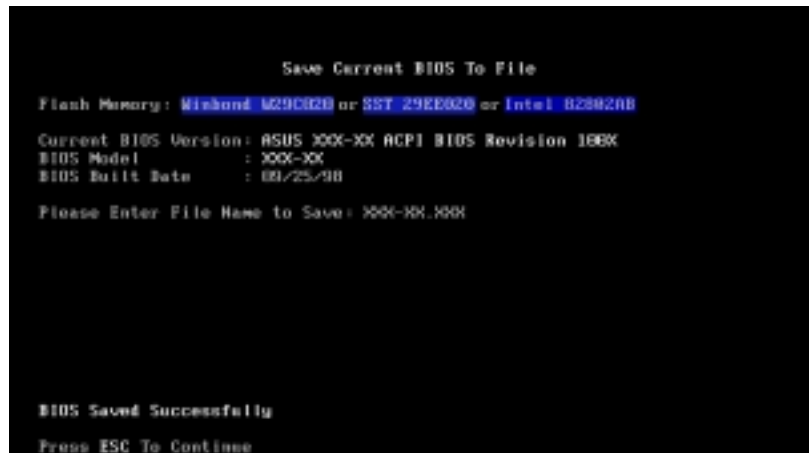 Save Current BIOS To File
Flash Memory: Winbond W29C020 or SST 29EE020 or Intel 82802AB
Current BIOS Version: ASUS XXX-XX ACPI BIOS Revision 100X
BIOS Model : XXX-XX
BIOS Built Date : 09/25/98
Please Enter File Name to Save: XXX-XX.XXX
BIOS Saved Successfully
Press ESC To Continue